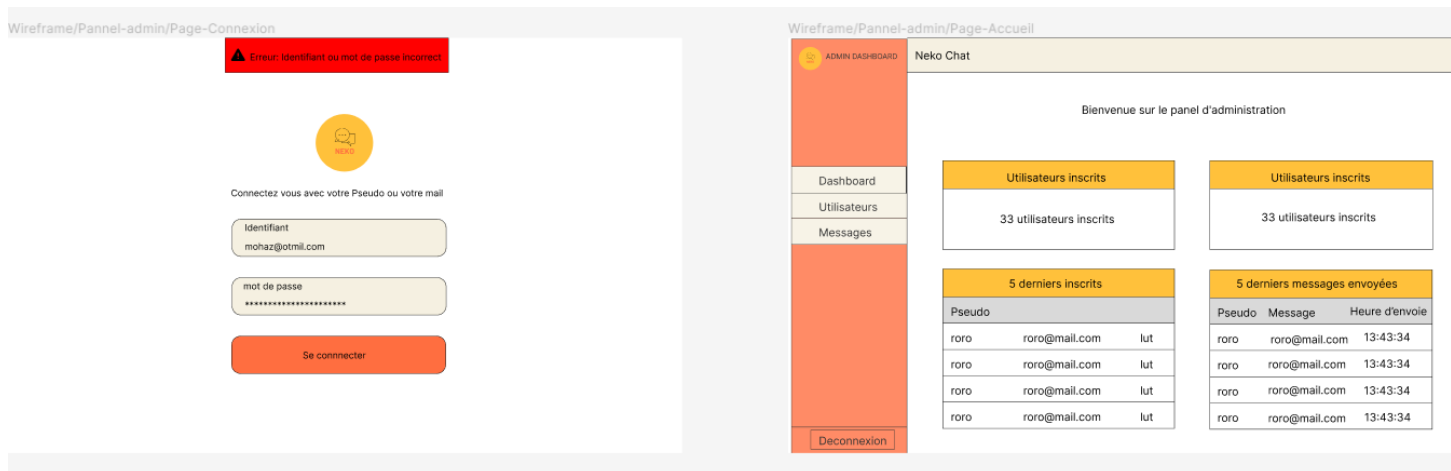 Wireframe/Pannel-admin/Page-Connexion
Erreur: Identifiant ou mot de passe incorrect
NEKO
Connectez vous avec votre Pseudo ou votre mail
Identifiant
mohaz@otmil.com
mot de passe
**********************
Se connnecter
Wireframe/Pannel-admin/Page-Accueil
ADMIN DASHBOARD
Neko Chat
Bienvenue sur le panel d'administration
Dashboard
Utilisateurs
Messages
Deconnexion
Utilisateurs inscrits
33 utilisateurs inscrits
Utilisateurs inscrits
33 utilisateurs inscrits
5 derniers inscrits
Pseudo
roro roro@mail.com lut
roro roro@mail.com lut
roro roro@mail.com lut
roro roro@mail.com lut
5 derniers messages envoyées
Pseudo Message Heure d'envoie
roro roro@mail.com 13:43:34
roro roro@mail.com 13:43:34
roro roro@mail.com 13:43:34
roro roro@mail.com 13:43:34